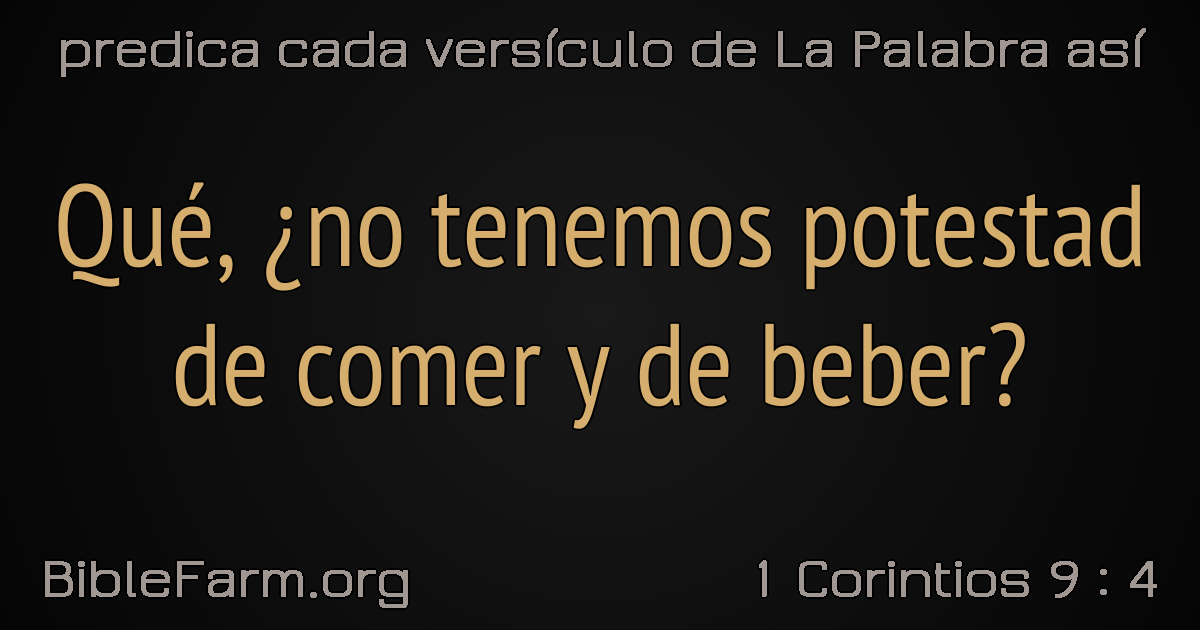 predica cada versículo de La Palabra así
Qué, ¿no tenemos potestad
de comer y de beber?
BibleFarm.org
1 Corintios 9 : 4